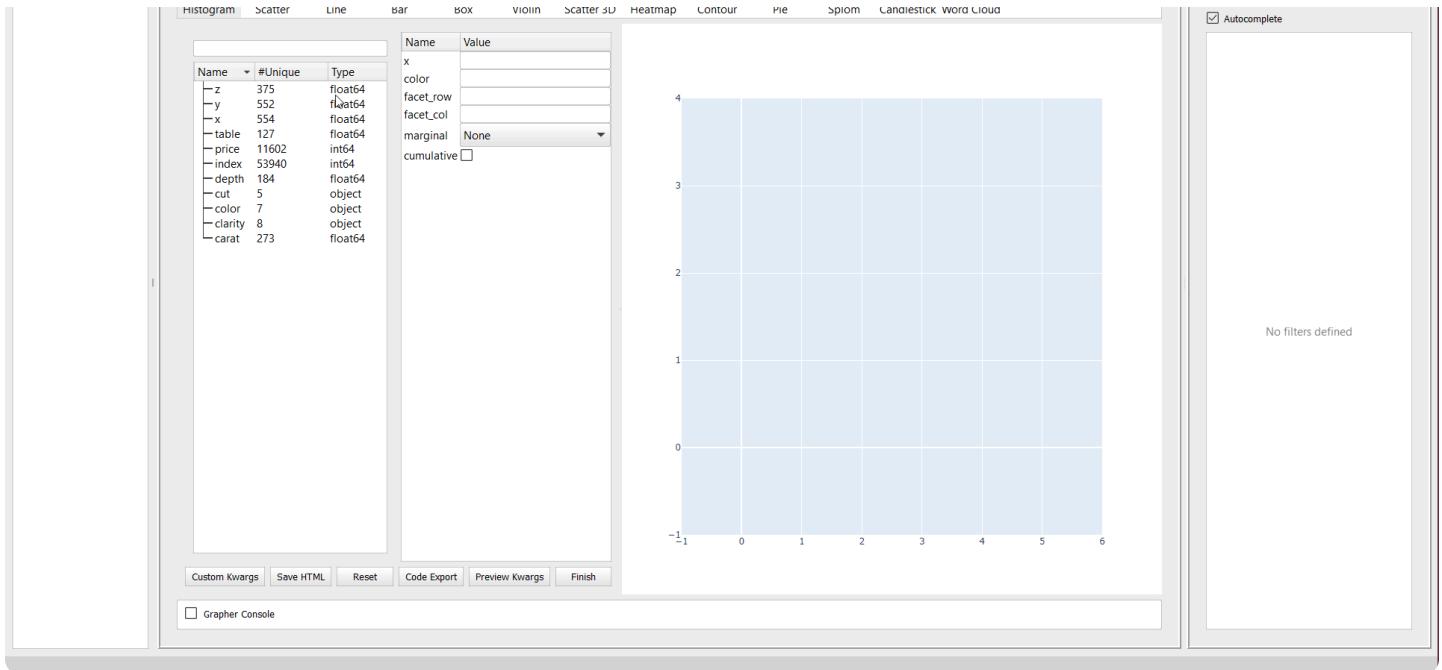 Histogram Scatter Line Bar Box Violin Scatter 3D Heatmap Contour Pie Splom Candlestick Word Cloud
Autocomplete
Name #Unique Type
z 375 float64
y 552 float64
x 554 float64
table 127 float64
price 11602 int64
index 53940 int64
depth 184 float64
cut 5 object
color 7 object
clarity 8 object
carat 273 float64
Name Value
x
color
facet_row
facet_col
marginal None
cumulative
4
3
2
1
0
−1
−1 0 1 2 3 4 5 6
No filters defined
Custom Kwargs Save HTML Reset Code Export Preview Kwargs Finish
Grapher Console